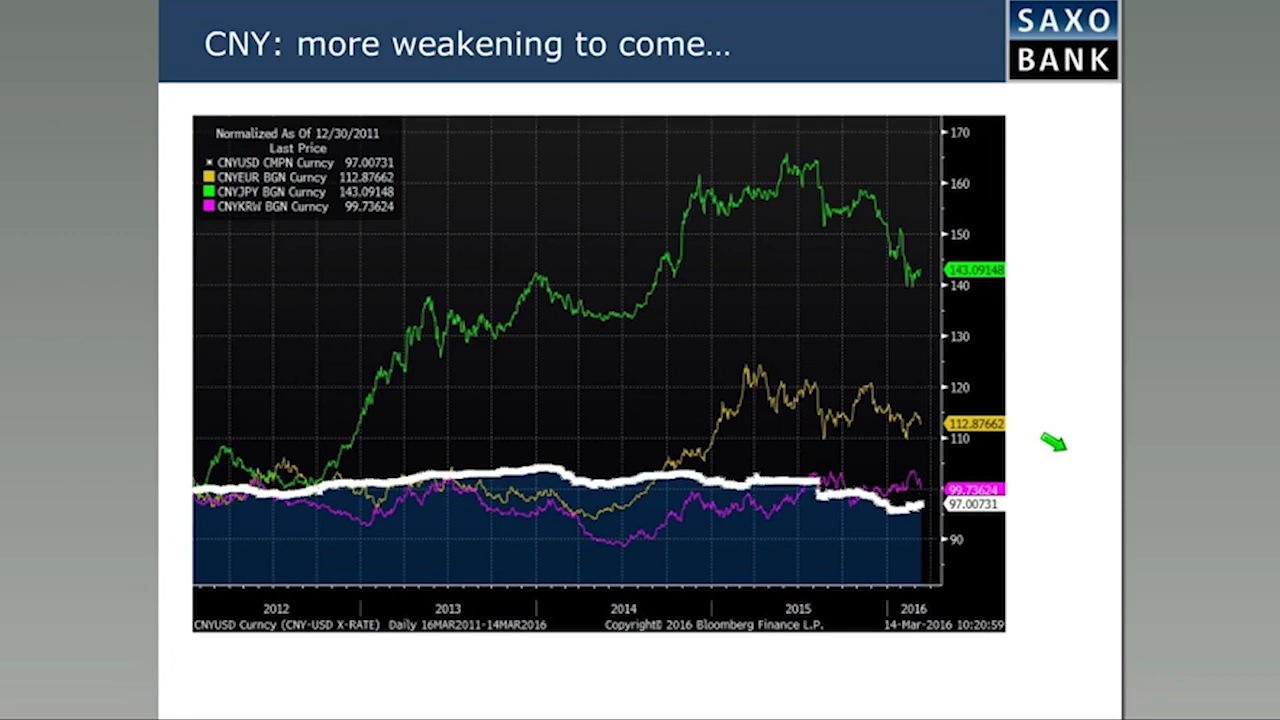 CNY: more weakening to come…
SAXO
BANK
Normalized As Of 12/30/2011
Last Price
CNYUSD CMPN Curncy 97.00731
CNYEUR BGN Curncy 112.87662
CNYJPY BGN Curncy 143.09148
CNYKRW BGN Curncy 99.73624
170
160
150
143.09148
140
130
120
112.87662
110
99.73624
97.00731
90
2012 2013 2014 2015 2016
CNYUSD Curncy (CNY-USD X-RATE) Daily 16MAR2011-14MAR2016 Copyright© 2016 Bloomberg Finance L.P. 14-Mar-2016 10:20:59